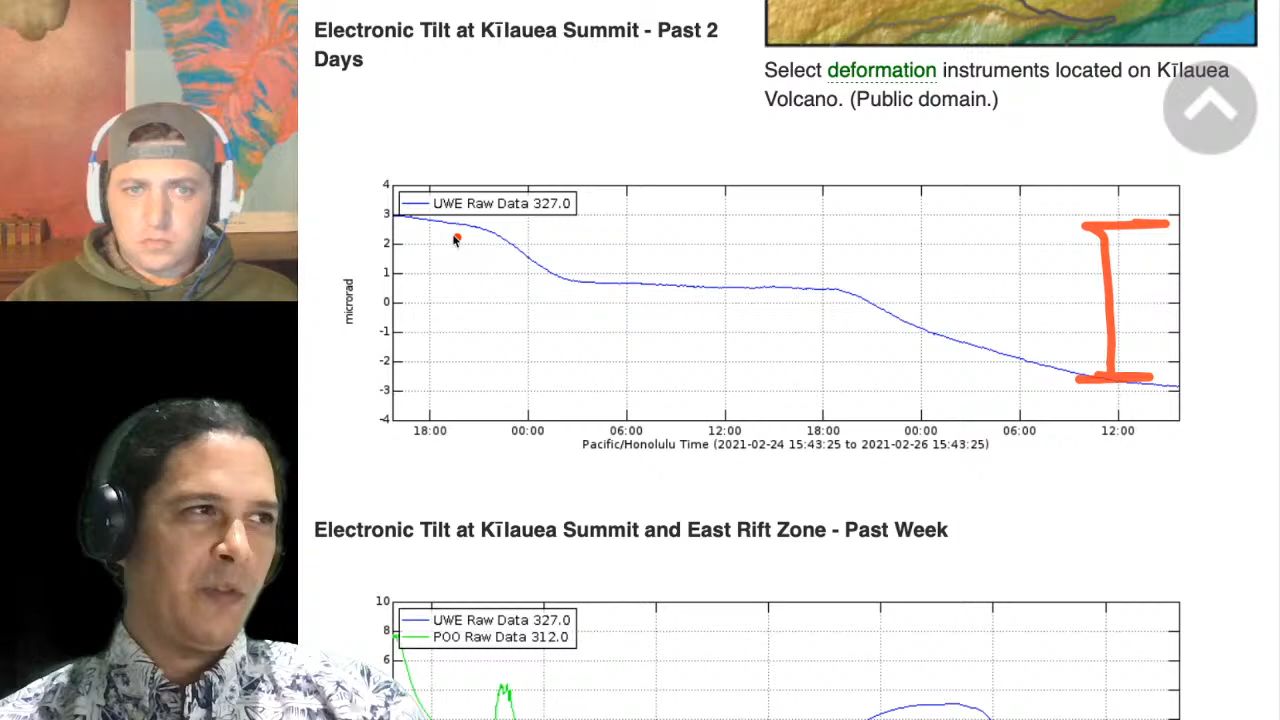 Electronic Tilt at Kīlauea Summit - Past 2
Days
Select deformation instruments located on Kīlauea
Volcano. (Public domain.)
4
UWE Raw Data 327.0
3
2
1
0
-1
-2
-3
-4
microrad
18:00 00:00 06:00 12:00 18:00 00:00 06:00 12:00
Pacific/Honolulu Time (2021-02-24 15:43:25 to 2021-02-26 15:43:25)
Electronic Tilt at Kīlauea Summit and East Rift Zone - Past Week
10
UWE Raw Data 327.0
8
POO Raw Data 312.0
6